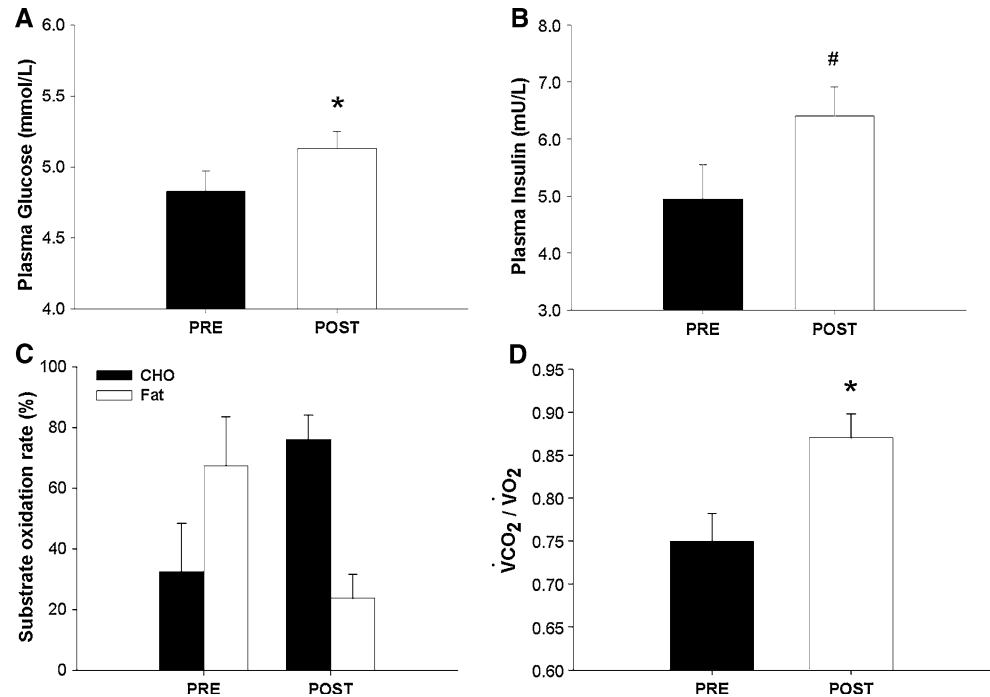 A
Plasma Glucose (mmol/L)
6.0
5.5
5.0
4.5
4.0
*
PRE
POST
B
Plasma Insulin (mU/L)
8.0
7.0
6.0
5.0
4.0
3.0
#
PRE
POST
C
Substrate oxidation rate (%)
100
80
60
40
20
0
CHO
Fat
PRE
POST
D
V̇CO₂ / V̇O₂
0.95
0.90
0.85
0.80
0.75
0.70
0.65
0.60
*
PRE
POST